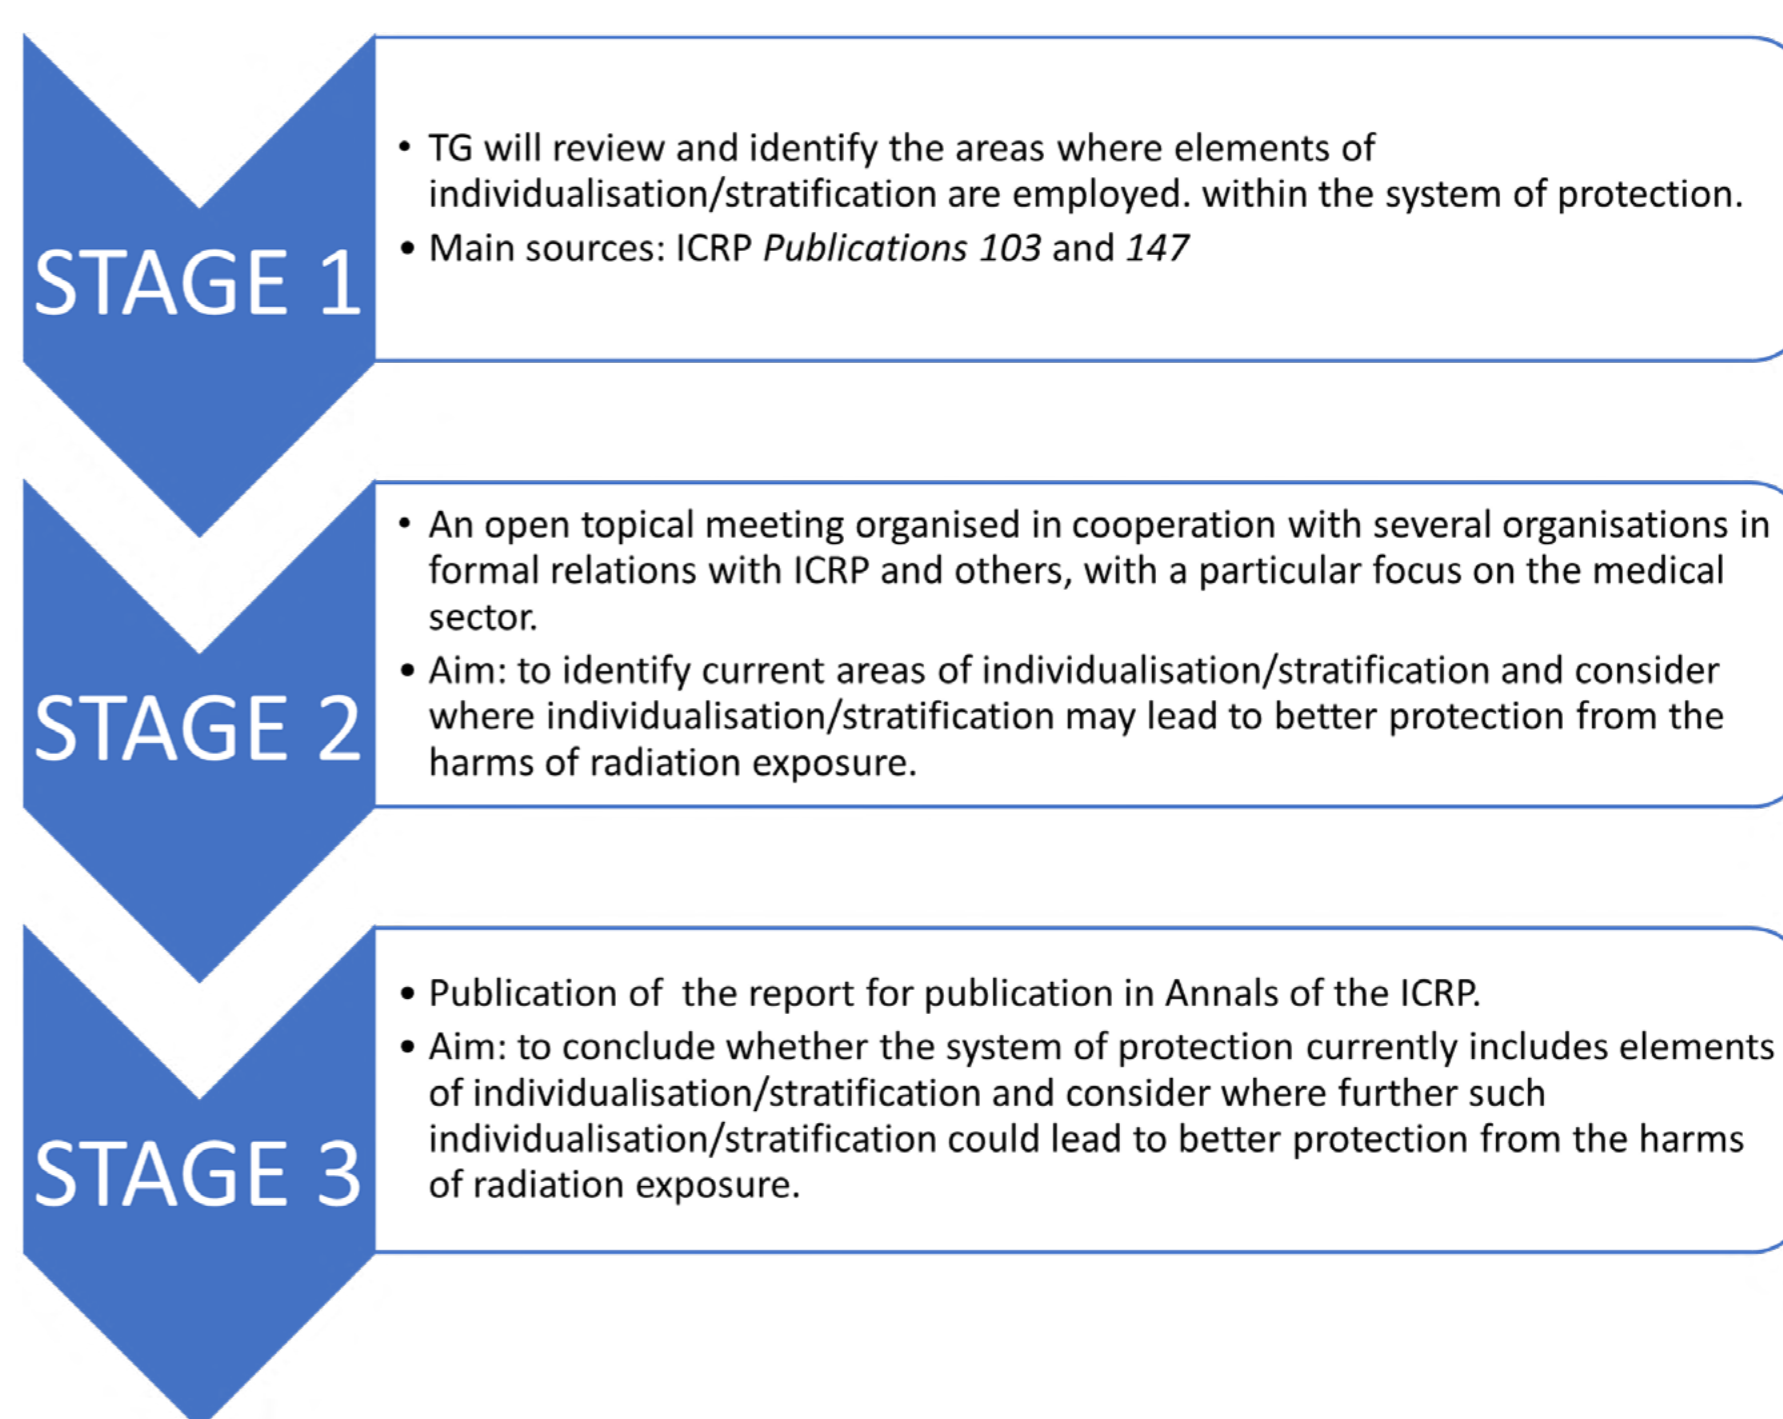 STAGE 1
• TG will review and identify the areas where elements of
individualisation/stratification are employed. within the system of protection.
• Main sources: ICRP Publications 103 and 147
STAGE 2
• An open topical meeting organised in cooperation with several organisations in
formal relations with ICRP and others, with a particular focus on the medical
sector.
• Aim: to identify current areas of individualisation/stratification and consider
where individualisation/stratification may lead to better protection from the
harms of radiation exposure.
STAGE 3
• Publication of  the report for publication in Annals of the ICRP.
• Aim: to conclude whether the system of protection currently includes elements
of individualisation/stratification and consider where further such
individualisation/stratification could lead to better protection from the harms
of radiation exposure.